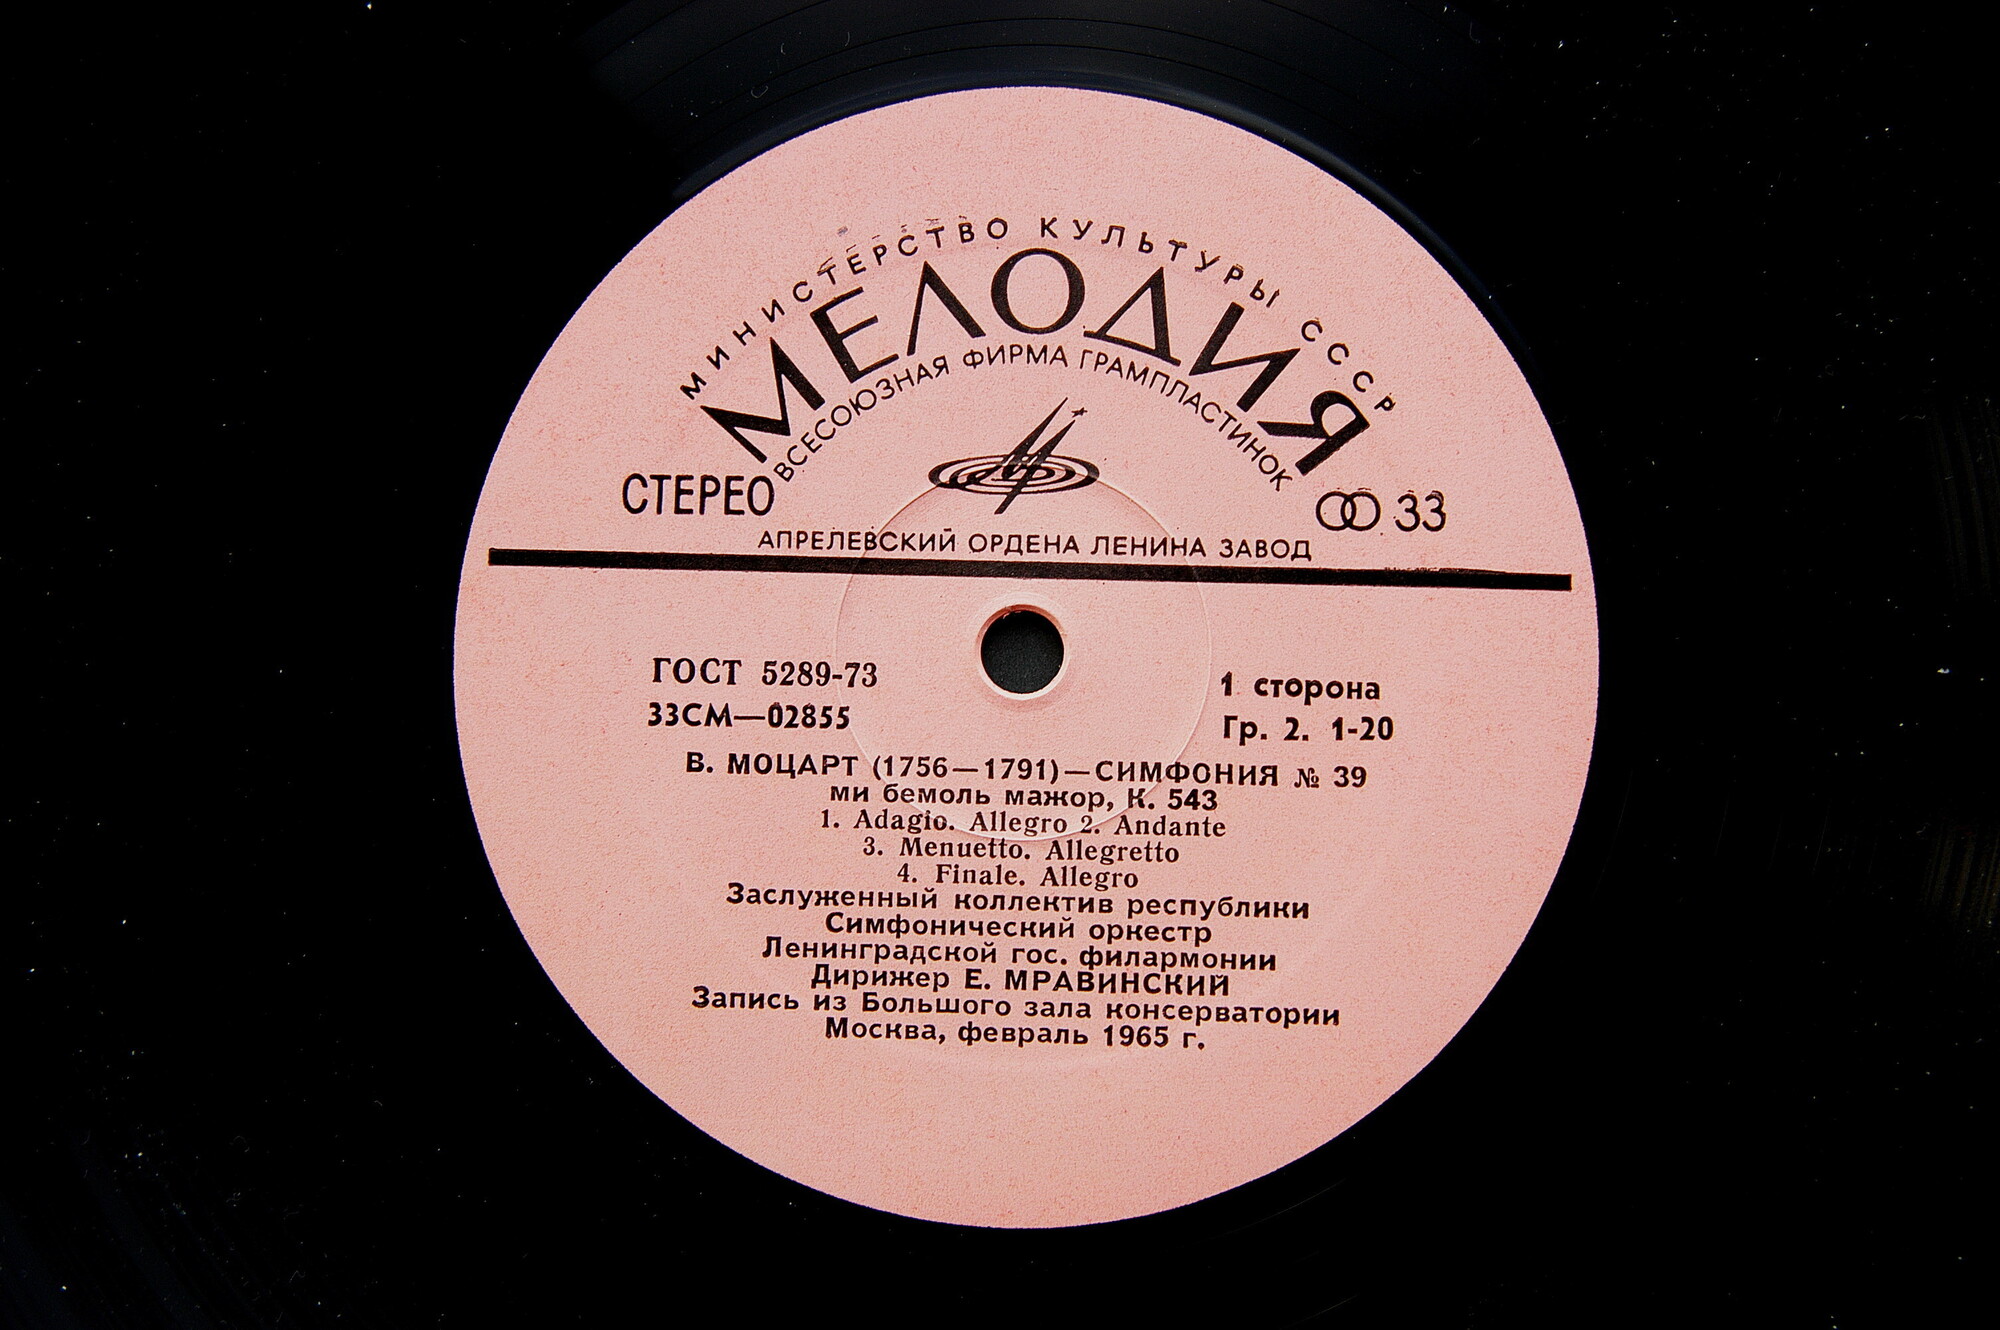 МИНИСТЕРСТВО КУЛЬТУРЫ СССР
МЕЛОДИЯ
ВСЕСОЮЗНАЯ ФИРМА ГРАМПЛАСТИНОК
СТЕРЕО
33
АПРЕЛЕВСКИЙ ОРДЕНА ЛЕНИНА ЗАВОД
ГОСТ 5289-73
33СМ—02855
1 сторона
Гр. 2. 1-20
В. МОЦАРТ (1756—1791)—СИМФОНИЯ № 39
ми бемоль мажор, К. 543
1. Adagio. Allegro 2. Andante
3. Menuetto. Allegretto
4. Finale. Allegro
Заслуженный коллектив республики
Симфонический оркестр
Ленинградской гос. филармонии
Дирижер Е. МРАВИНСКИЙ
Запись из Большого зала консерватории
Москва, февраль 1965 г.